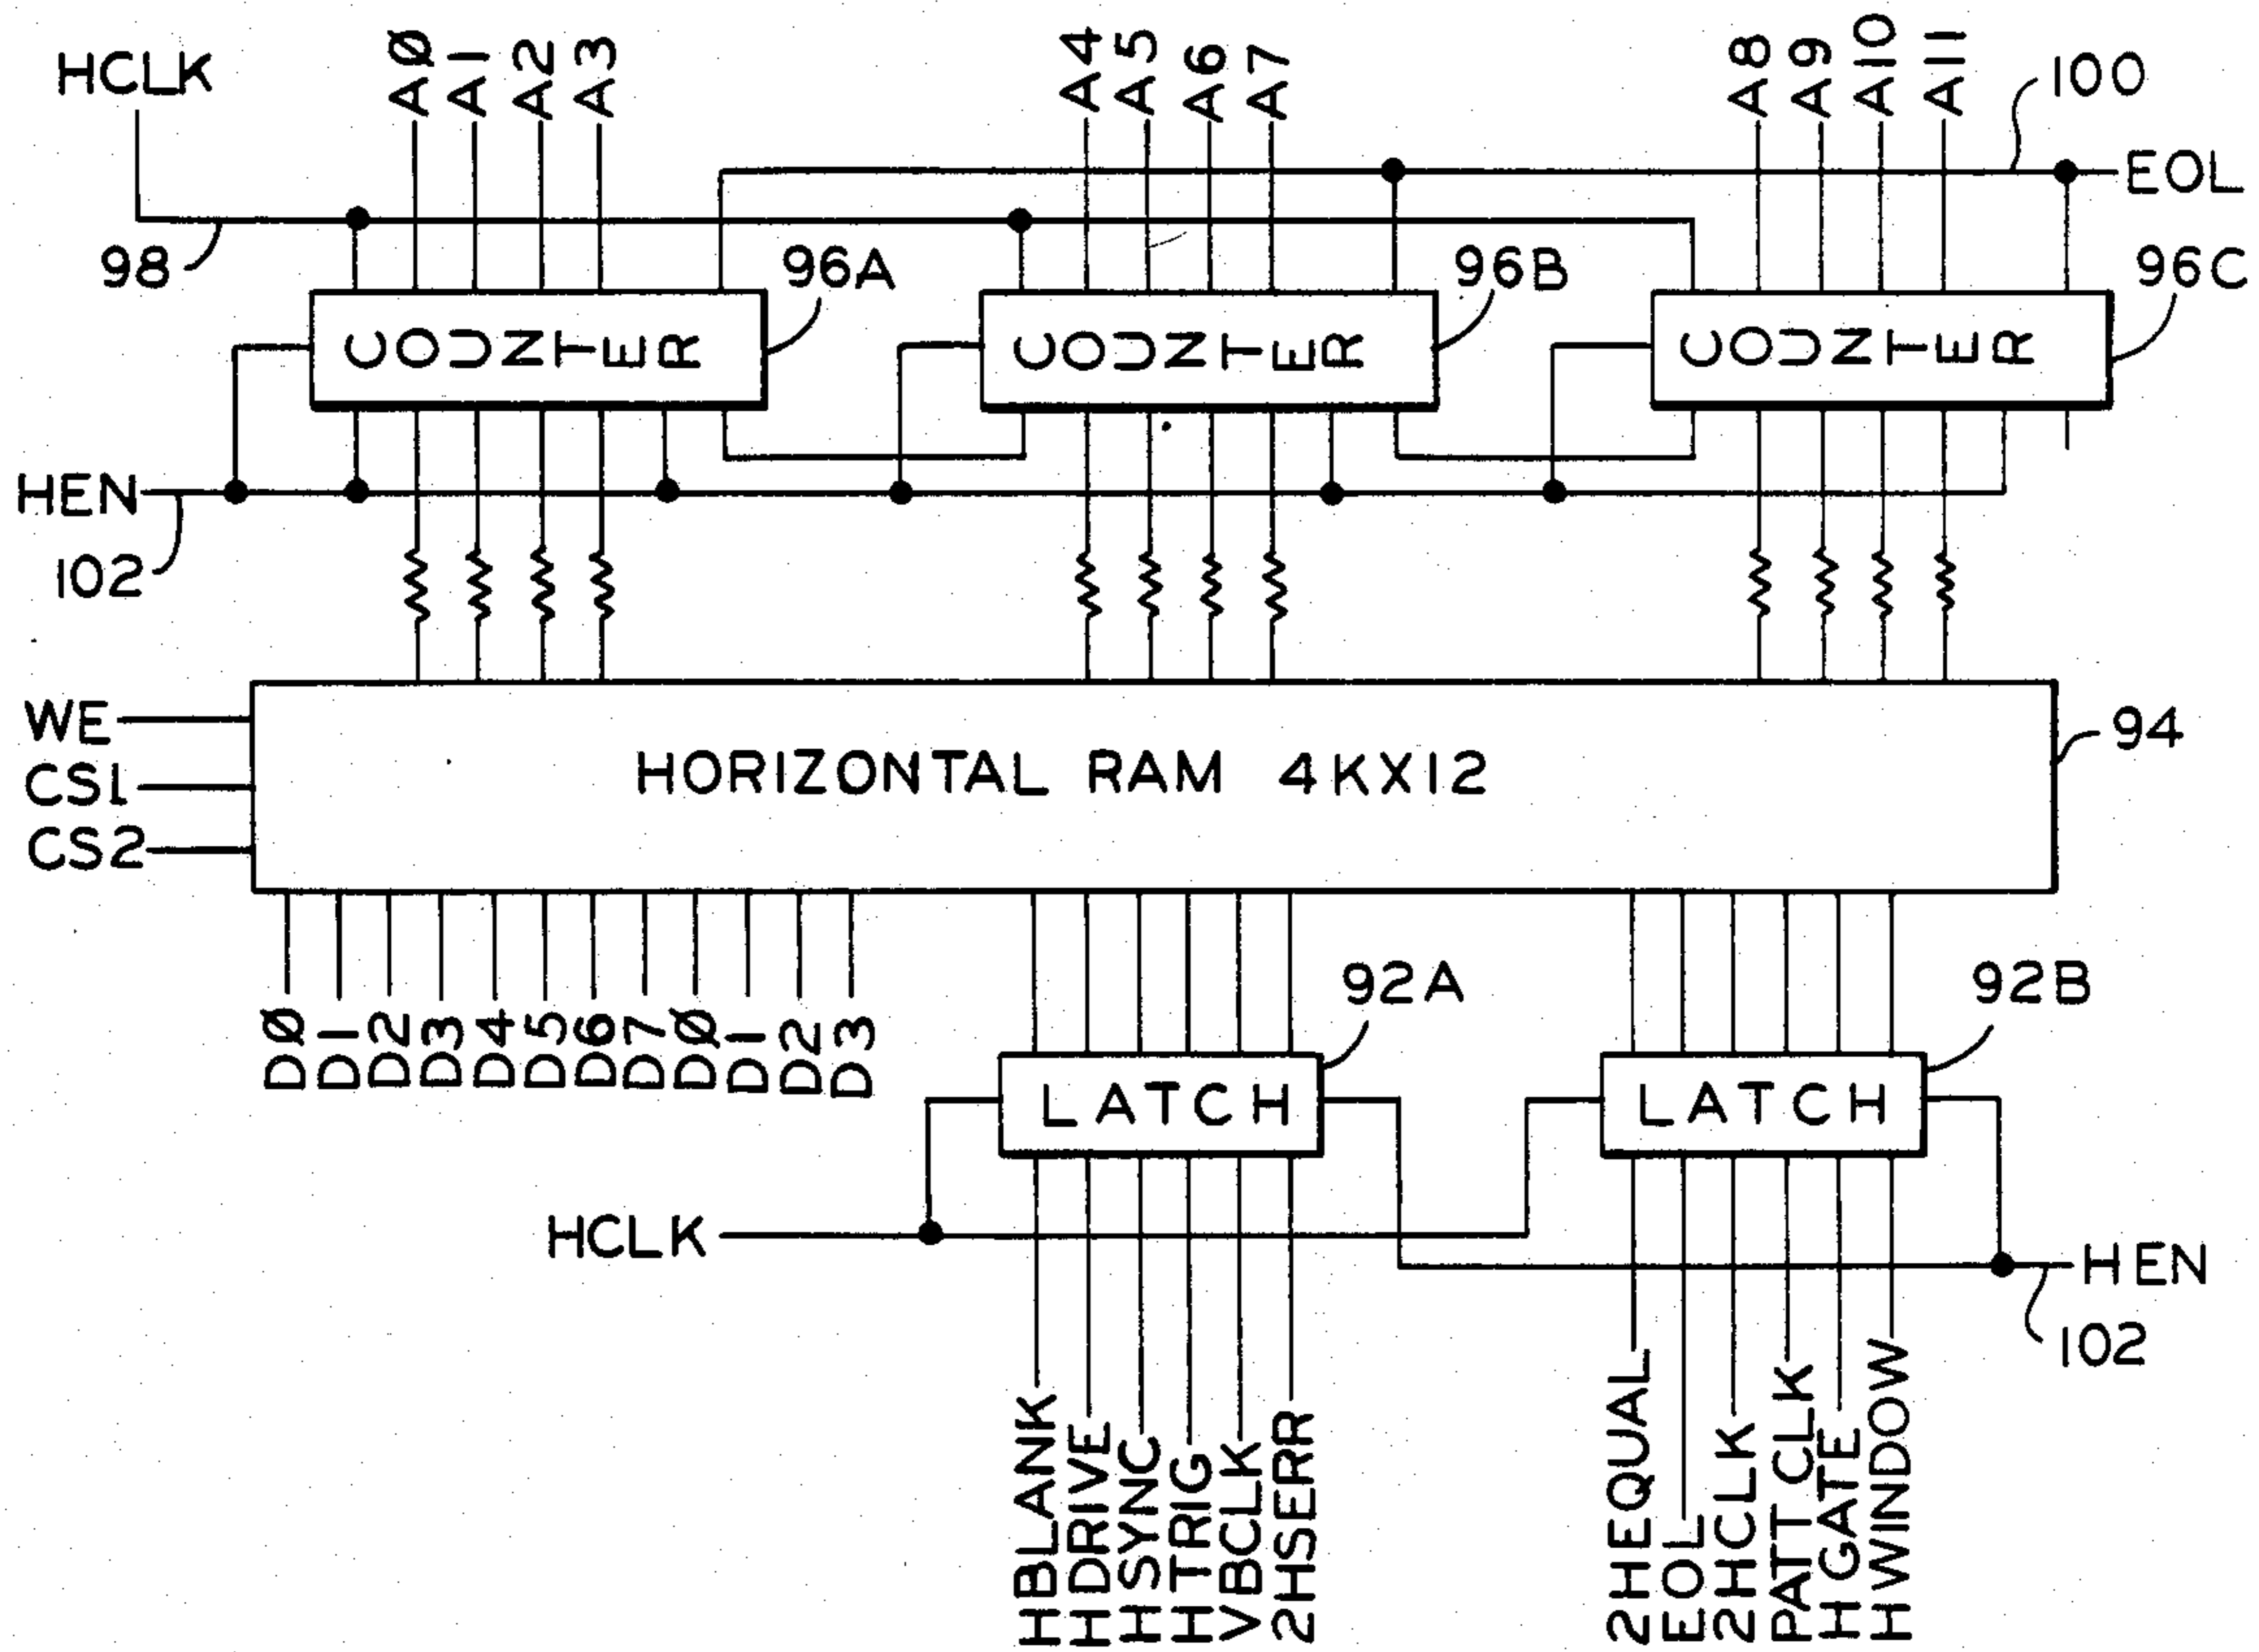 HCLK
AØ
A1
A2
A3
A4
A5
A6
A7
A8
A9
A10
A11
100
EOL
98
96A
96B
96C
COUNTER
COUNTER
COUNTER
HEN
102
WE
CS1
CS2
HORIZONTAL RAM 4KX12
94
DØ
D1
D2
D3
D4
D5
D6
D7
DØ
D1
D2
D3
92A
92B
LATCH
LATCH
HCLK
HEN
102
HBLANK
HDRIVE
HSYNC
HTRIG
VBCLK
2HSERR
2HEQUAL
EOL
2HCLK
PATT CLK
HGATE
HWINDOW